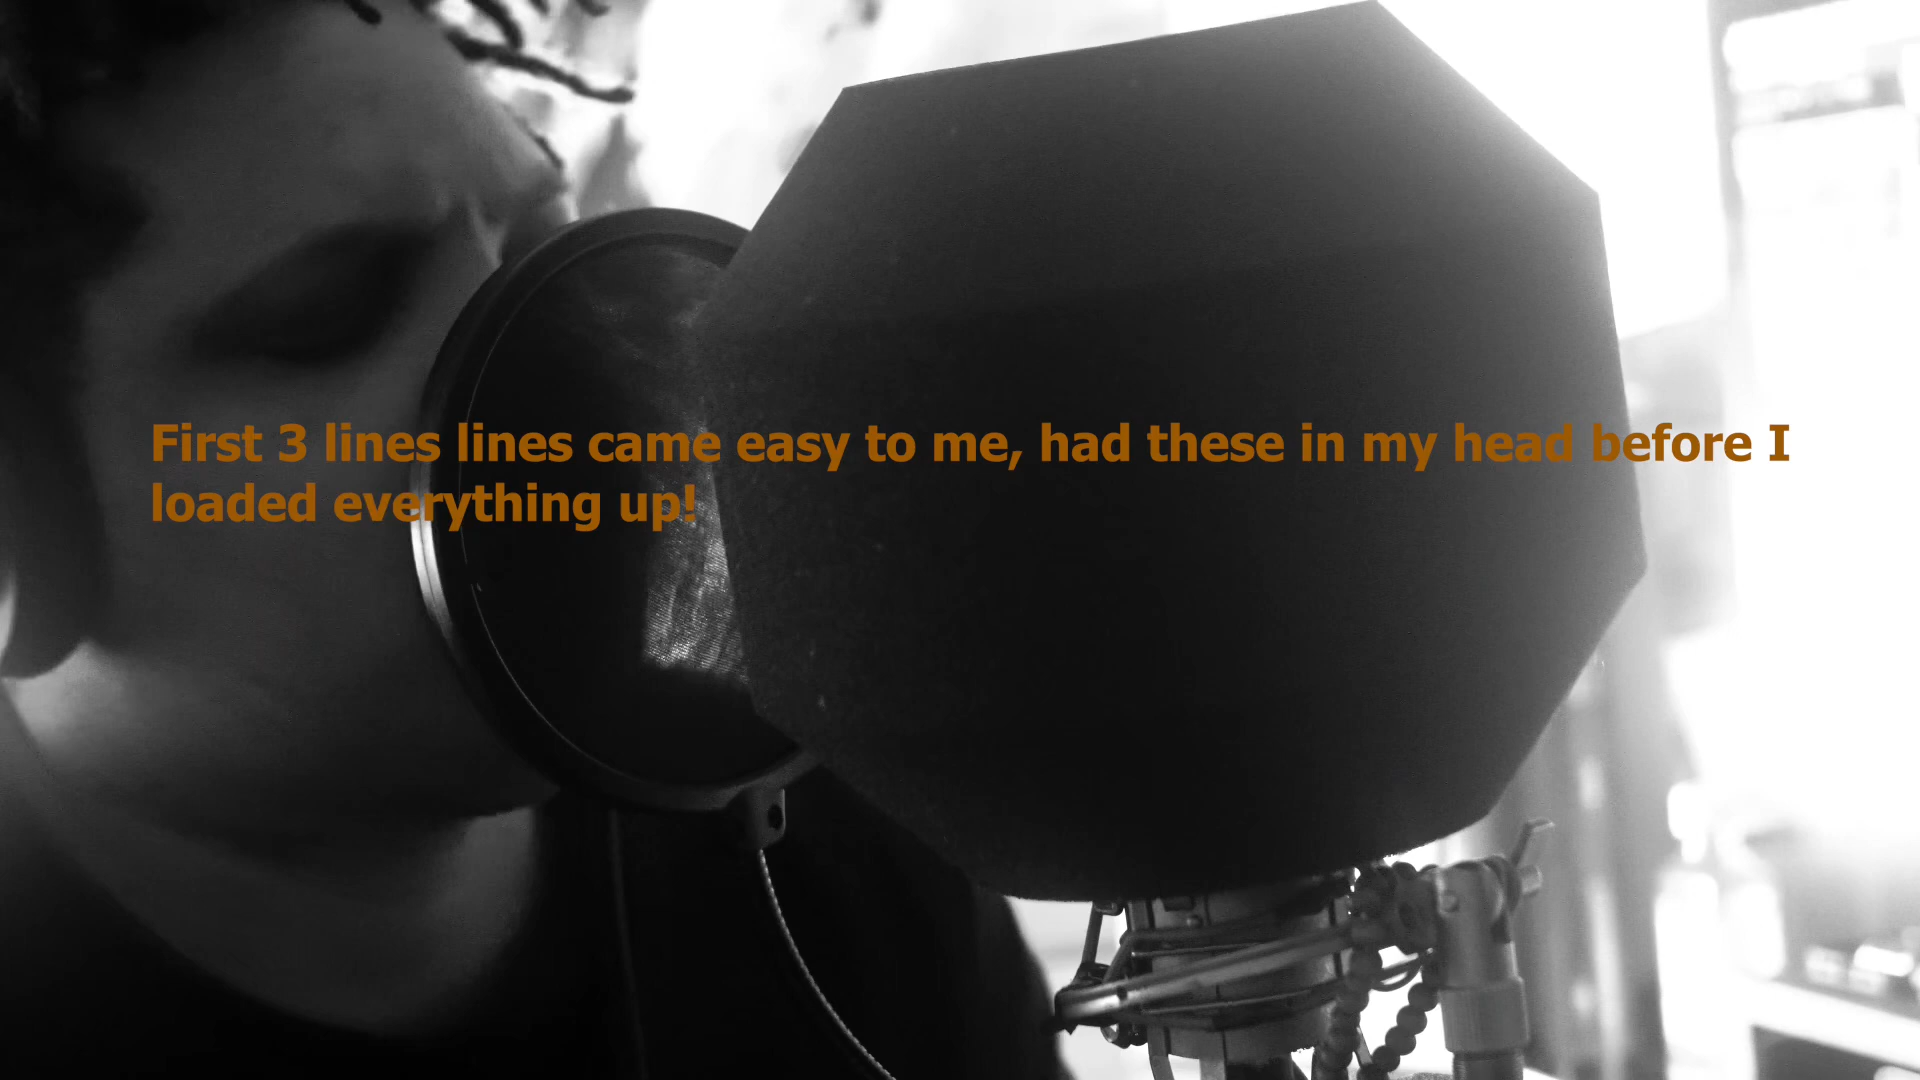 First 3 lines lines came easy to me, had these in my head before I
loaded everything up!